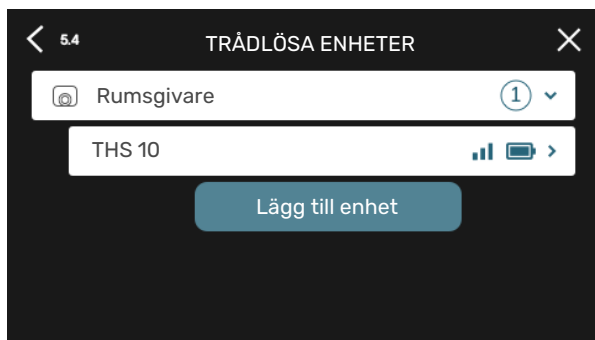 5.4 TRÅDLÖSA ENHETER
Rumsgivare 1
THS 10
Lägg till enhet